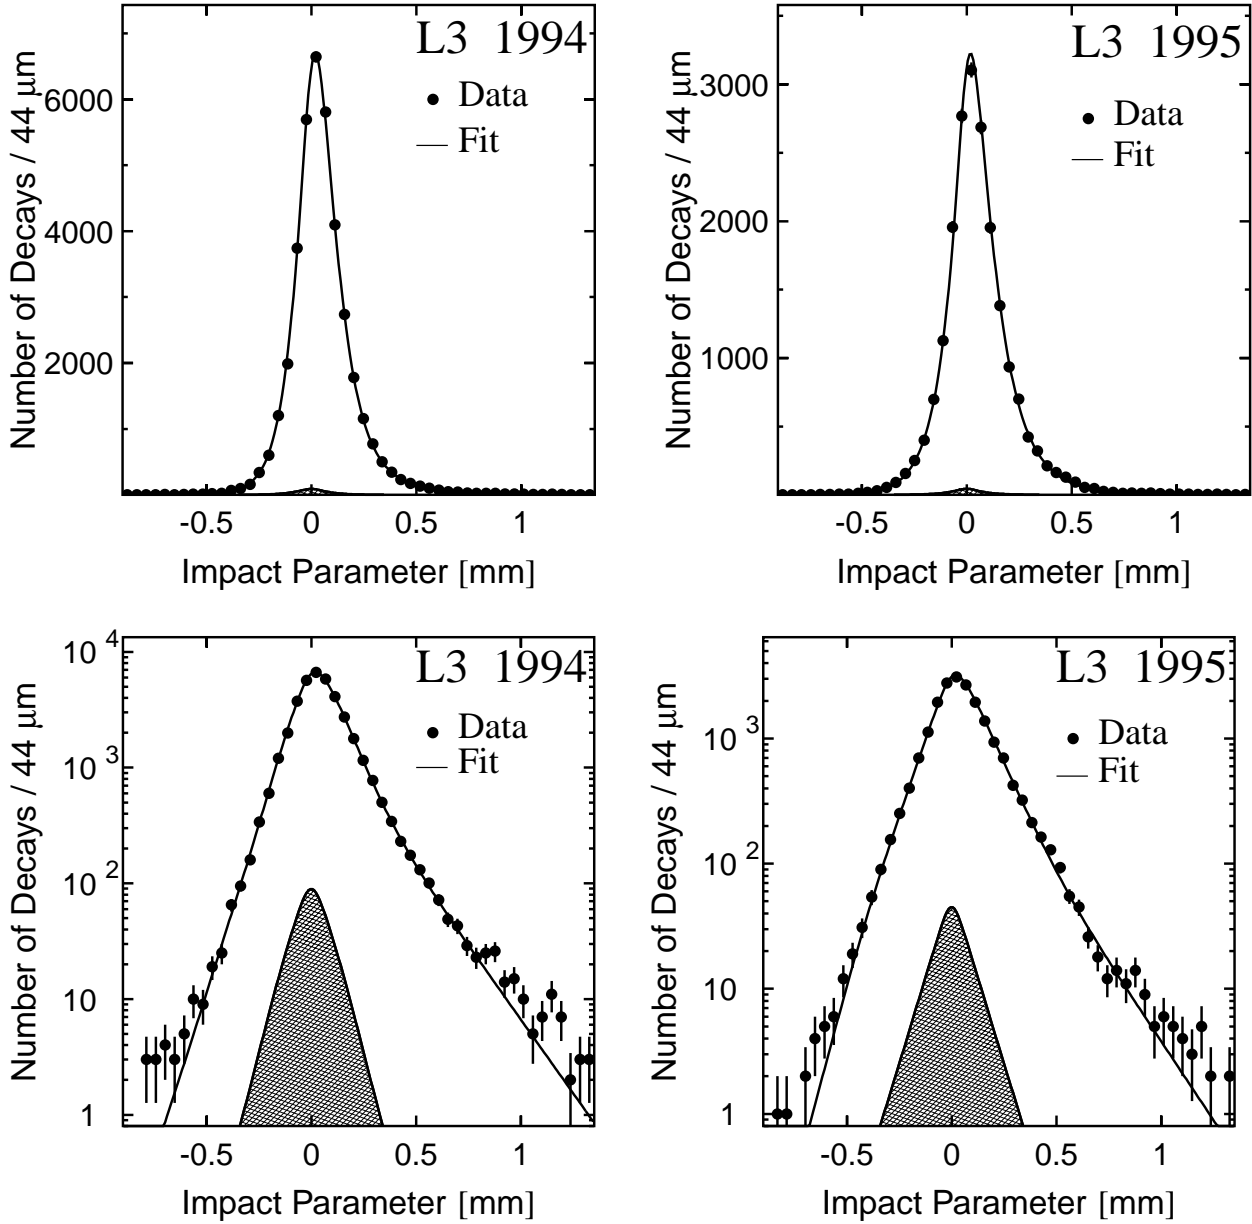 L3 1994
Data
Fit
Number of Decays / 44 μm
6000
4000
2000
-0.5 0 0.5 1
Impact Parameter [mm]
L3 1995
Data
Fit
Number of Decays / 44 μm
3000
2000
1000
-0.5 0 0.5 1
Impact Parameter [mm]
L3 1994
Data
Fit
Number of Decays / 44 μm
10 4
10 3
10 2
10
1
-0.5 0 0.5 1
Impact Parameter [mm]
L3 1995
Data
Fit
Number of Decays / 44 μm
10 3
10 2
10
1
-0.5 0 0.5 1
Impact Parameter [mm]